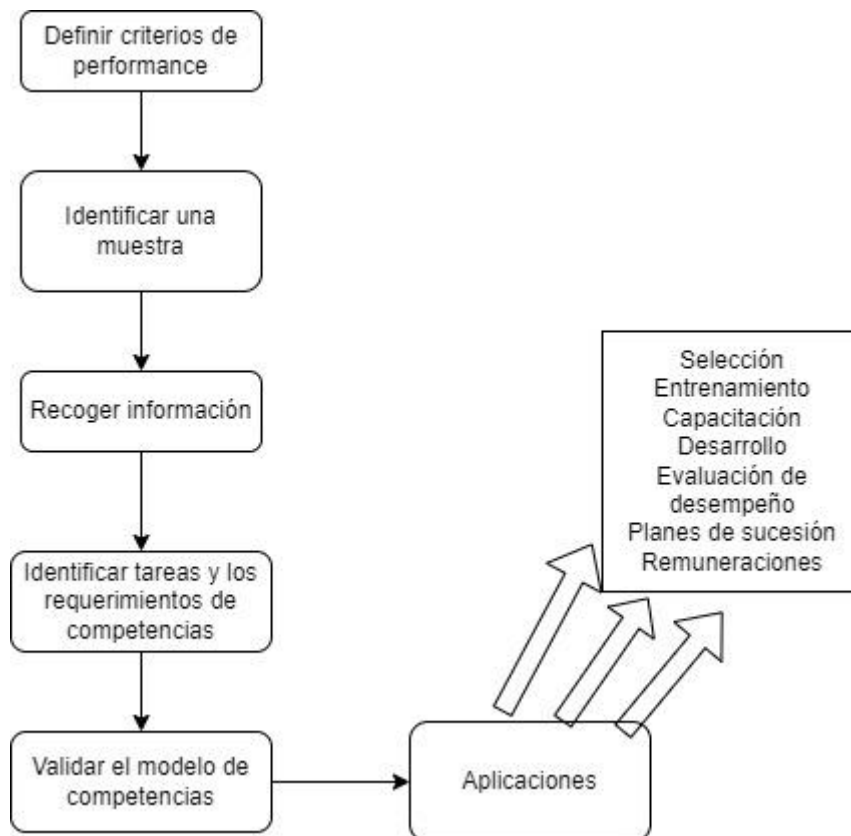 Definir criterios de
performance
Identificar una
muestra
Recoger información
Identificar tareas y los
requerimientos de
competencias
Validar el modelo de
competencias
Aplicaciones
Selección
Entrenamiento
Capacitación
Desarrollo
Evaluación de
desempeño
Planes de sucesión
Remuneraciones